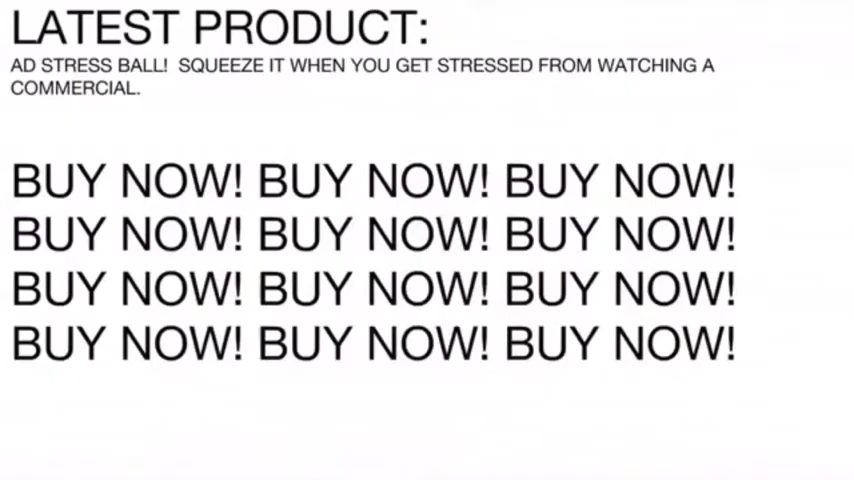 LATEST PRODUCT:
AD STRESS BALL! SQUEEZE IT WHEN YOU GET STRESSED FROM WATCHING A
COMMERCIAL.
BUY NOW! BUY NOW! BUY NOW!
BUY NOW! BUY NOW! BUY NOW!
BUY NOW! BUY NOW! BUY NOW!
BUY NOW! BUY NOW! BUY NOW!